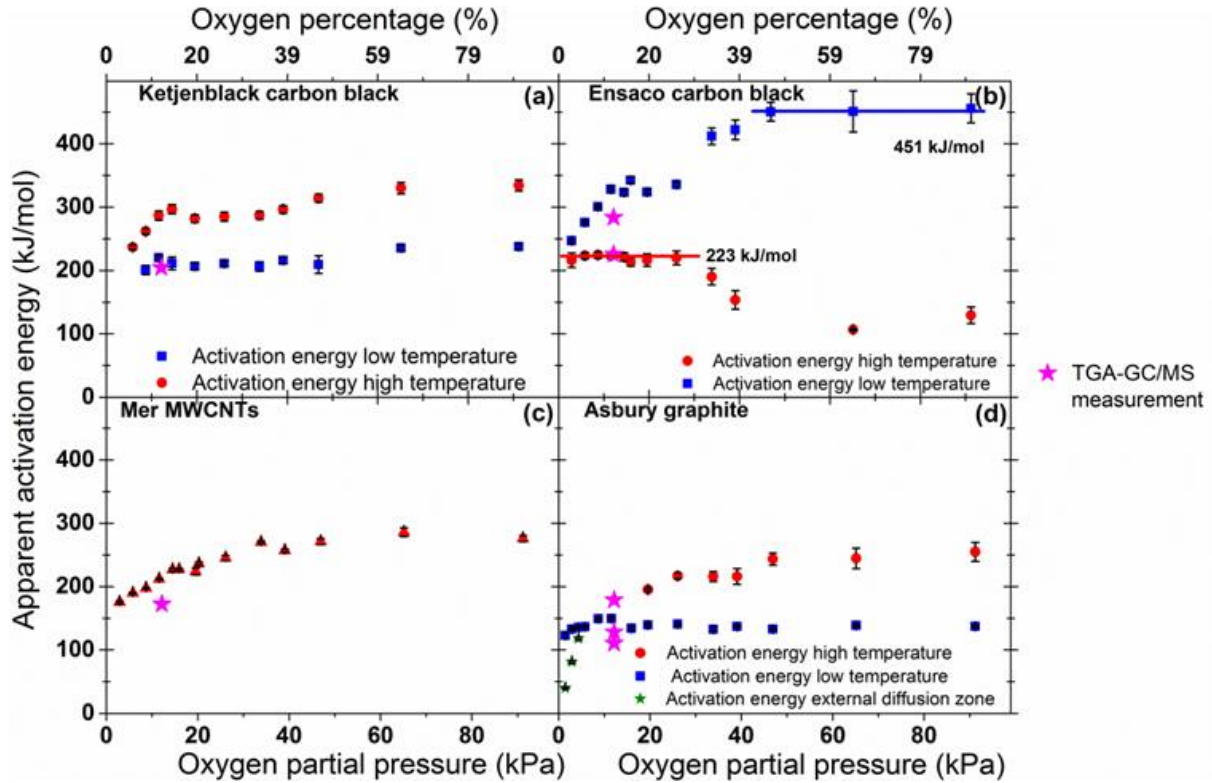 Oxygen percentage (%)
Oxygen percentage (%)
0 20 39 59 79
0 20 39 59 79
Apparent activation energy (kJ/mol)
Ketjenblack carbon black (a)
400
300
200
100
0
Activation energy low temperature
Activation energy high temperature
Ensaco carbon black (b)
451 kJ/mol
223 kJ/mol
Activation energy high temperature
Activation energy low temperature
TGA-GC/MS
measurement
Mer MWCNTs (c)
400
300
200
100
0
Asbury graphite (d)
Activation energy high temperature
Activation energy low temperature
Activation energy external diffusion zone
0 20 40 60 80
0 20 40 60 80
Oxygen partial pressure (kPa)
Oxygen partial pressure (kPa)